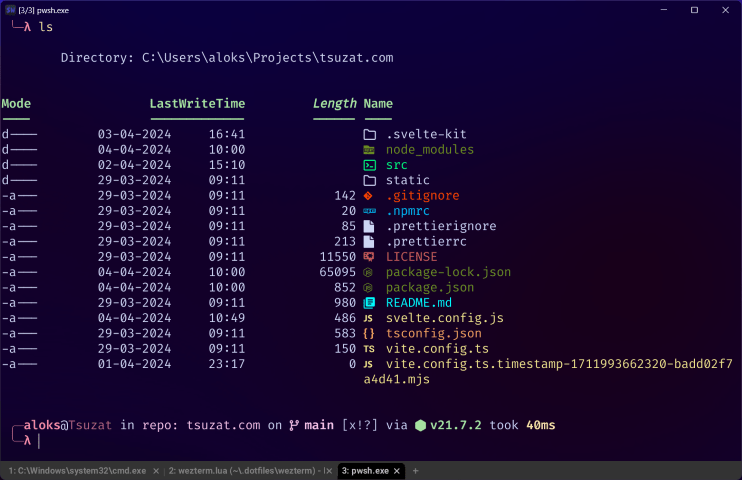 [3/3] pwsh.exe
λ ls
Directory: C:\Users\aloks\Projects\tsuzat.com
Mode LastWriteTime Length Name
d---- 03-04-2024 16:41 .svelte-kit
d---- 04-04-2024 10:00 node_modules
d---- 02-04-2024 15:10 src
d---- 29-03-2024 09:11 static
-a--- 29-03-2024 09:11 142 .gitignore
-a--- 29-03-2024 09:11 20 .npmrc
-a--- 29-03-2024 09:11 85 .prettierignore
-a--- 29-03-2024 09:11 213 .prettierrc
-a--- 29-03-2024 09:11 11550 LICENSE
-a--- 04-04-2024 10:00 65095 package-lock.json
-a--- 04-04-2024 10:00 852 package.json
-a--- 29-03-2024 09:11 980 README.md
-a--- 04-04-2024 10:49 486 JS svelte.config.js
-a--- 29-03-2024 09:11 583 {} tsconfig.json
-a--- 29-03-2024 09:11 150 TS vite.config.ts
-a--- 01-04-2024 23:17 0 JS vite.config.ts.timestamp-1711993662320-badd02f7
a4d41.mjs
aloks@Tsuzat in repo: tsuzat.com on main [x!?] via v21.7.2 took 40ms
λ
1: C:\Windows\system32\cmd.exe × 2: wezterm.lua (~\.dotfiles\wezterm) - × 3: pwsh.exe × +